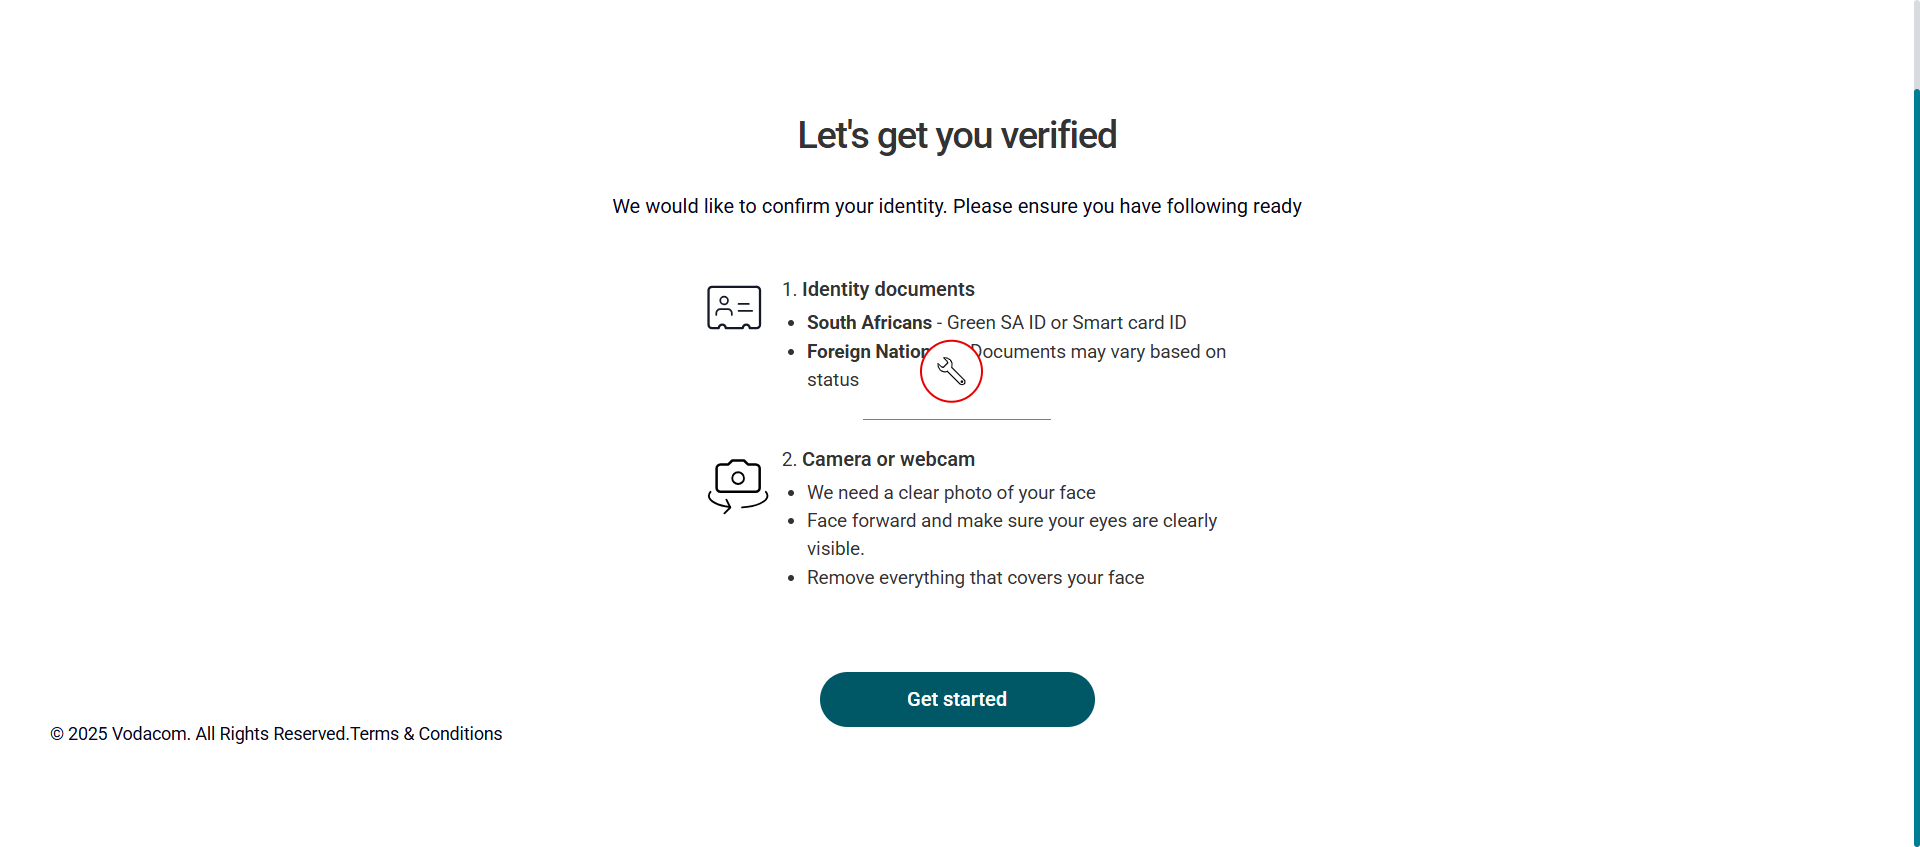 Let's get you verified
We would like to confirm your identity. Please ensure you have following ready
1. Identity documents
• South Africans - Green SA ID or Smart card ID
• Foreign Nation Documents may vary based on
status
2. Camera or webcam
• We need a clear photo of your face
• Face forward and make sure your eyes are clearly
visible.
• Remove everything that covers your face
Get started
© 2025 Vodacom. All Rights Reserved.Terms & Conditions